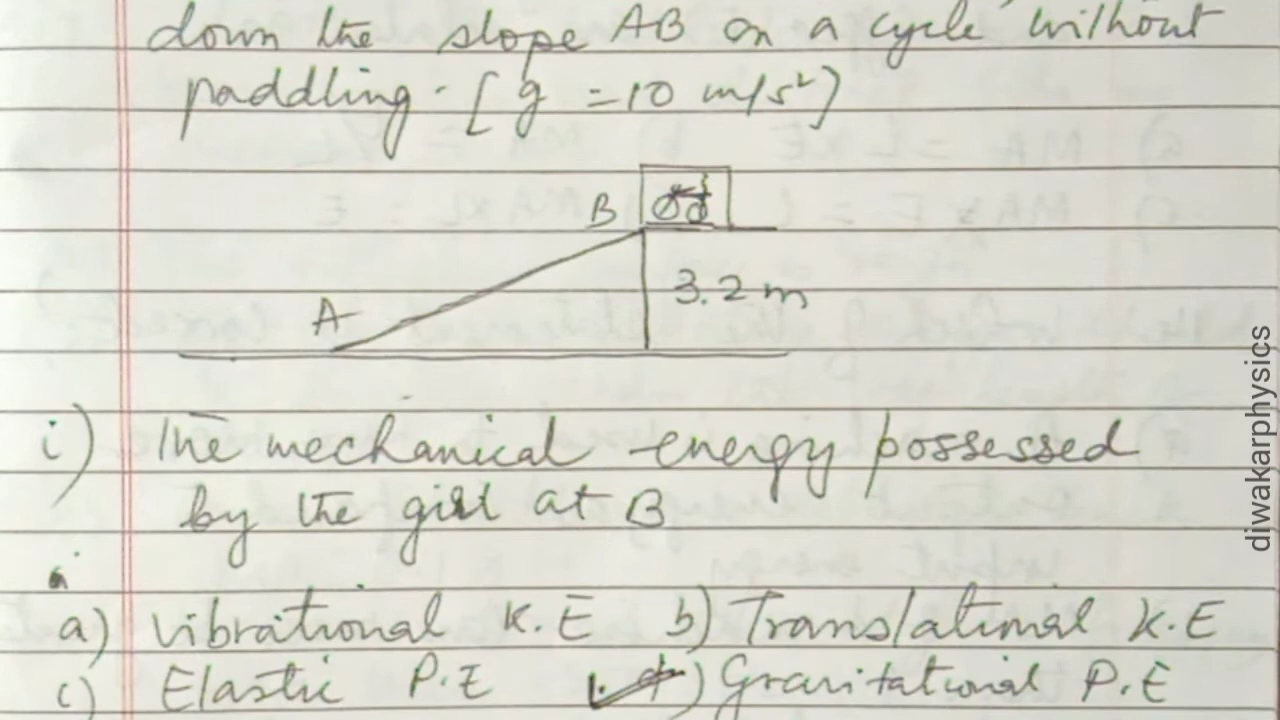 down the slope AB on a cycle without
paddling. [g = 10 m/s²)
B
3.2 m
A
i) The mechanical energy possessed
by the girl at B
a) vibrational K.E b) Translational K.E
c) Elastic P.E d) Gravitational P.E
diwakarphysics